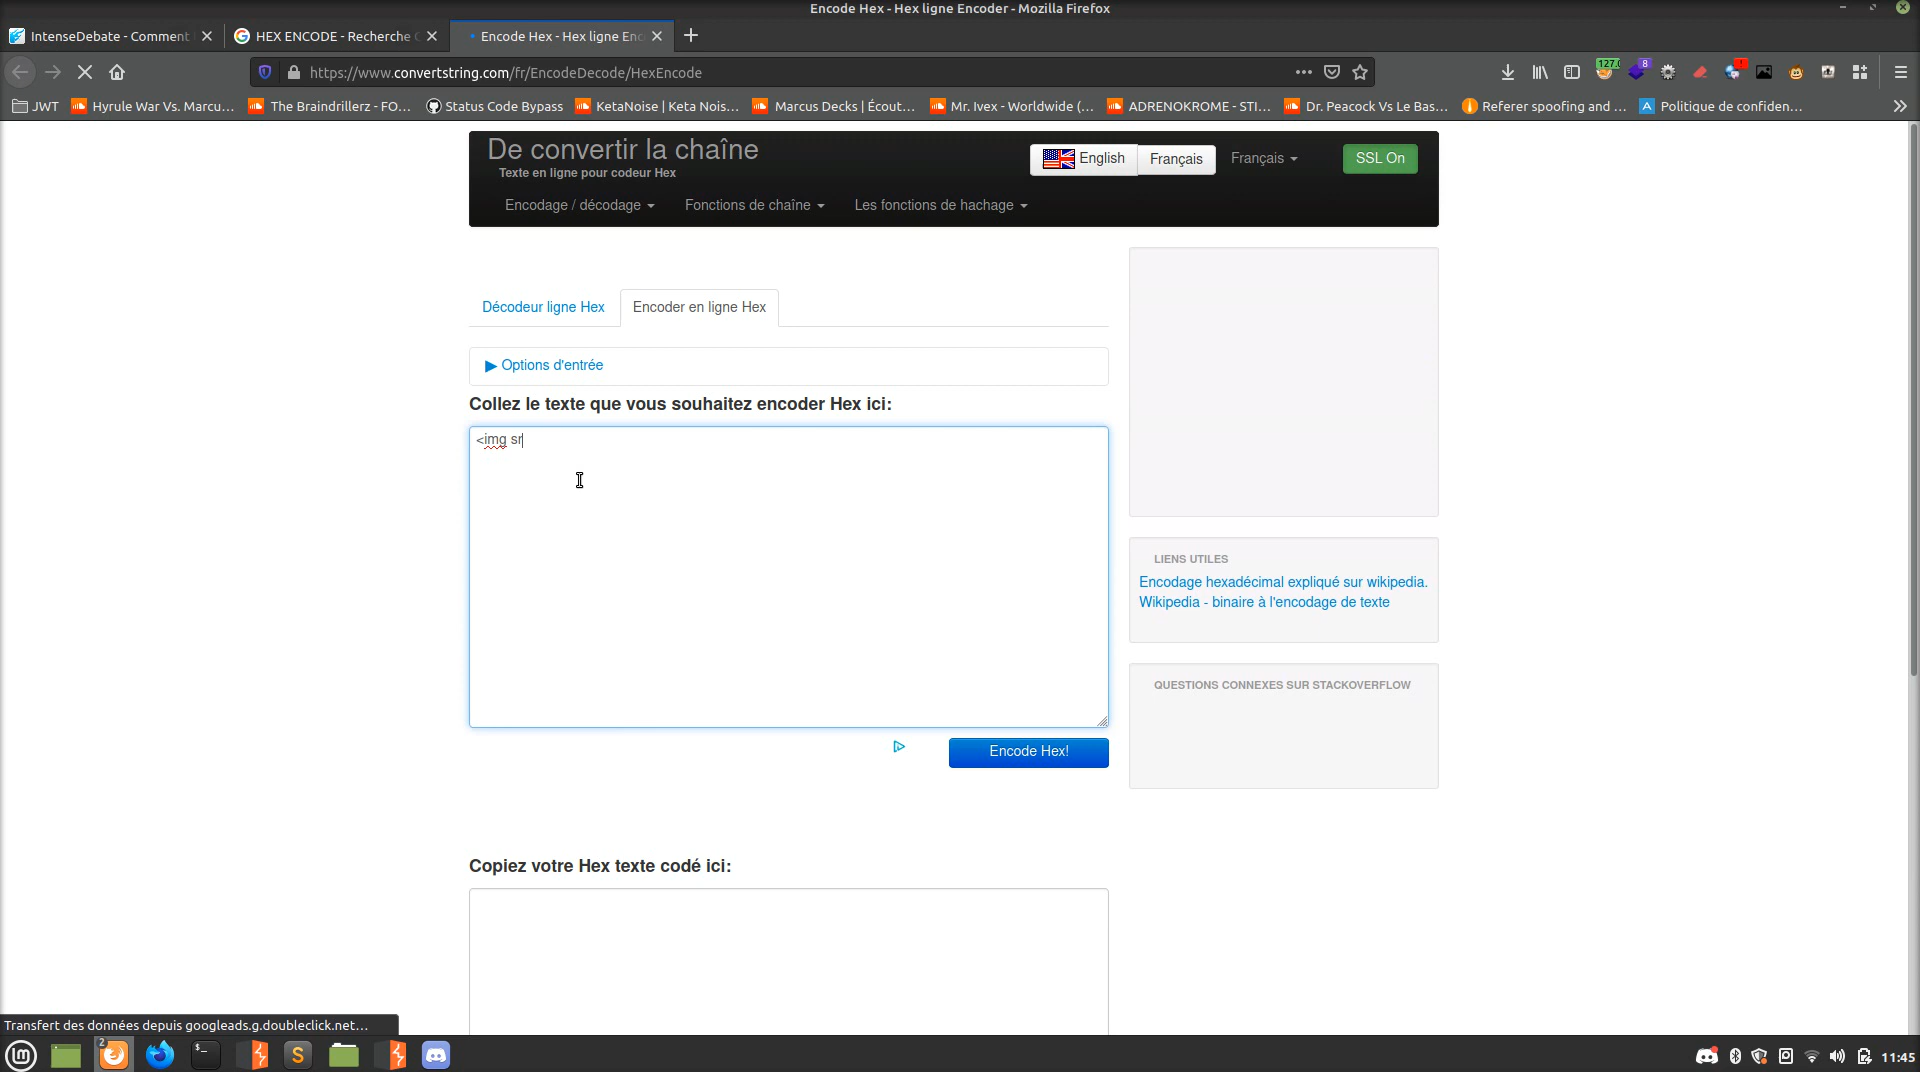 Encode Hex - Hex ligne Encoder - Mozilla Firefox
IntenseDebate - Comment
HEX ENCODE - Recherche
Encode Hex - Hex ligne Enc
https://www.convertstring.com/fr/EncodeDecode/HexEncode
127.0
8
JWT
Hyrule War Vs. Marcu...
The Braindrillerz - FO...
Status Code Bypass
KetaNoise | Keta Nois...
Marcus Decks | Écout...
Mr. Ivex - Worldwide (...
ADRENOKROME - STI...
Dr. Peacock Vs Le Bas...
Referer spoofing and ...
Politique de confiden...
De convertir la chaîne
Texte en ligne pour codeur Hex
English
Français
Français
SSL On
Encodage / décodage
Fonctions de chaîne
Les fonctions de hachage
Décodeur ligne Hex
Encoder en ligne Hex
▶ Options d'entrée
Collez le texte que vous souhaitez encoder Hex ici:
<img sr
Encode Hex!
LIENS UTILES
Encodage hexadécimal expliqué sur wikipedia.
Wikipedia - binaire à l'encodage de texte
QUESTIONS CONNEXES SUR STACKOVERFLOW
Copiez votre Hex texte codé ici:
Transfert des données depuis googleads.g.doubleclick.net...
2
11:45